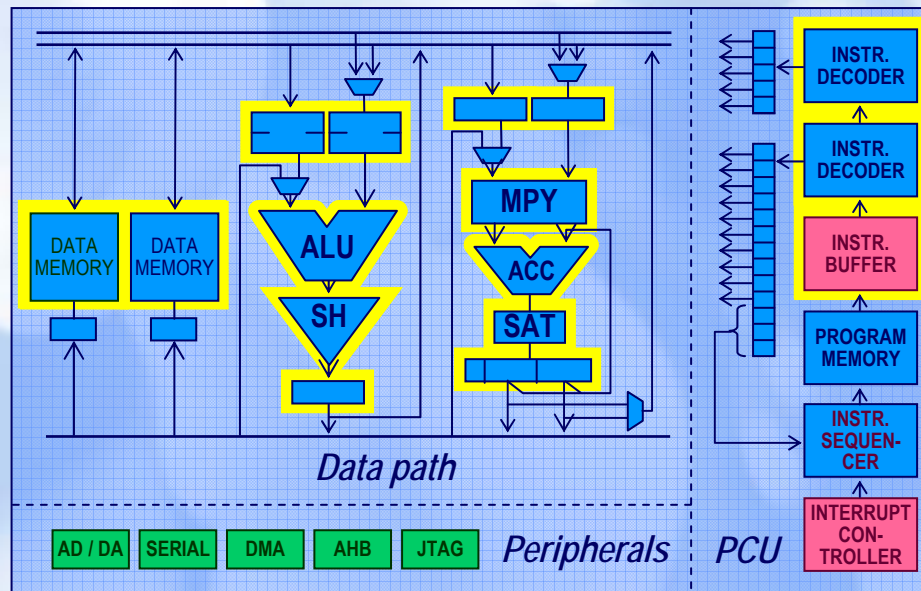 DATA
MEMORY
DATA
MEMORY
ALU
SH
MPY
ACC
SAT
Data path
AD / DA
SERIAL
DMA
AHB
JTAG
Peripherals
INSTR.
DECODER
INSTR.
DECODER
INSTR.
BUFFER
PROGRAM
MEMORY
INSTR.
SEQUEN-
CER
INTERRUPT
CON-
TROLLER
PCU